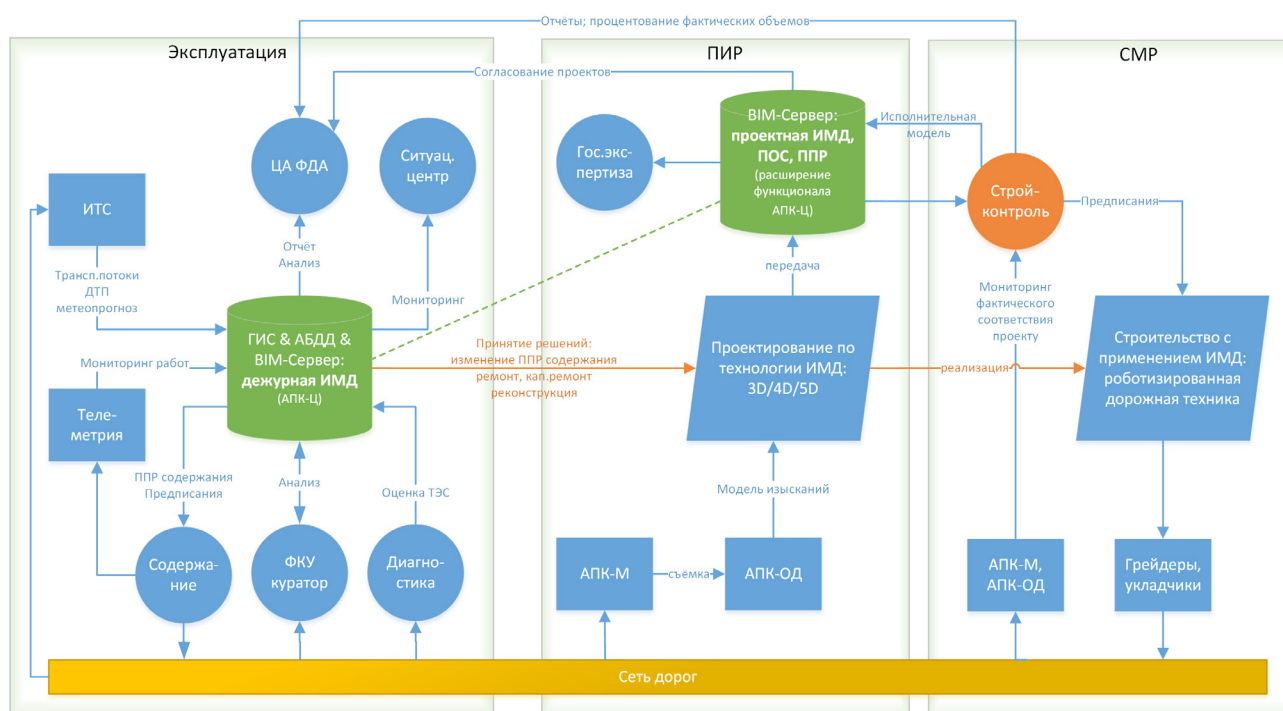 Отчёты; процентование фактических объемов
Эксплуатация
ПИР
СМР
Согласование проектов
ЦА ФДА
Ситуац.
центр
ИТС
Отчёт
Анализ
Трансп.потоки
ДТП
метеопрогноз
Мониторинг
Мониторинг работ
ГИС & АБДД &
BIM-Сервер:
дежурная ИМД
(АПК-Ц)
Теле-
метрия
ППР содержания
Предписания
Анализ
Оценка ТЭС
Содержа-
ние
ФКУ
куратор
Диагно-
стика
Принятие решений:
изменение ППР содержания
ремонт, кап.ремонт
реконструкция
Гос.экс-
пертиза
BIM-Сервер:
проектная ИМД,
ПОС, ППР
(расширение
функционала
АПК-Ц)
передача
Проектирование по
технологии ИМД:
3D/4D/5D
Модель изысканий
АПК-М
съёмка
АПК-ОД
Исполнительная
модель
Строй-
контроль
Предписания
Мониторинг
фактического
соответствия
проекту
реализация
Строительство с
применением ИМД:
роботизированная
дорожная техника
АПК-М,
АПК-ОД
Грейдеры,
укладчики
Сеть дорог